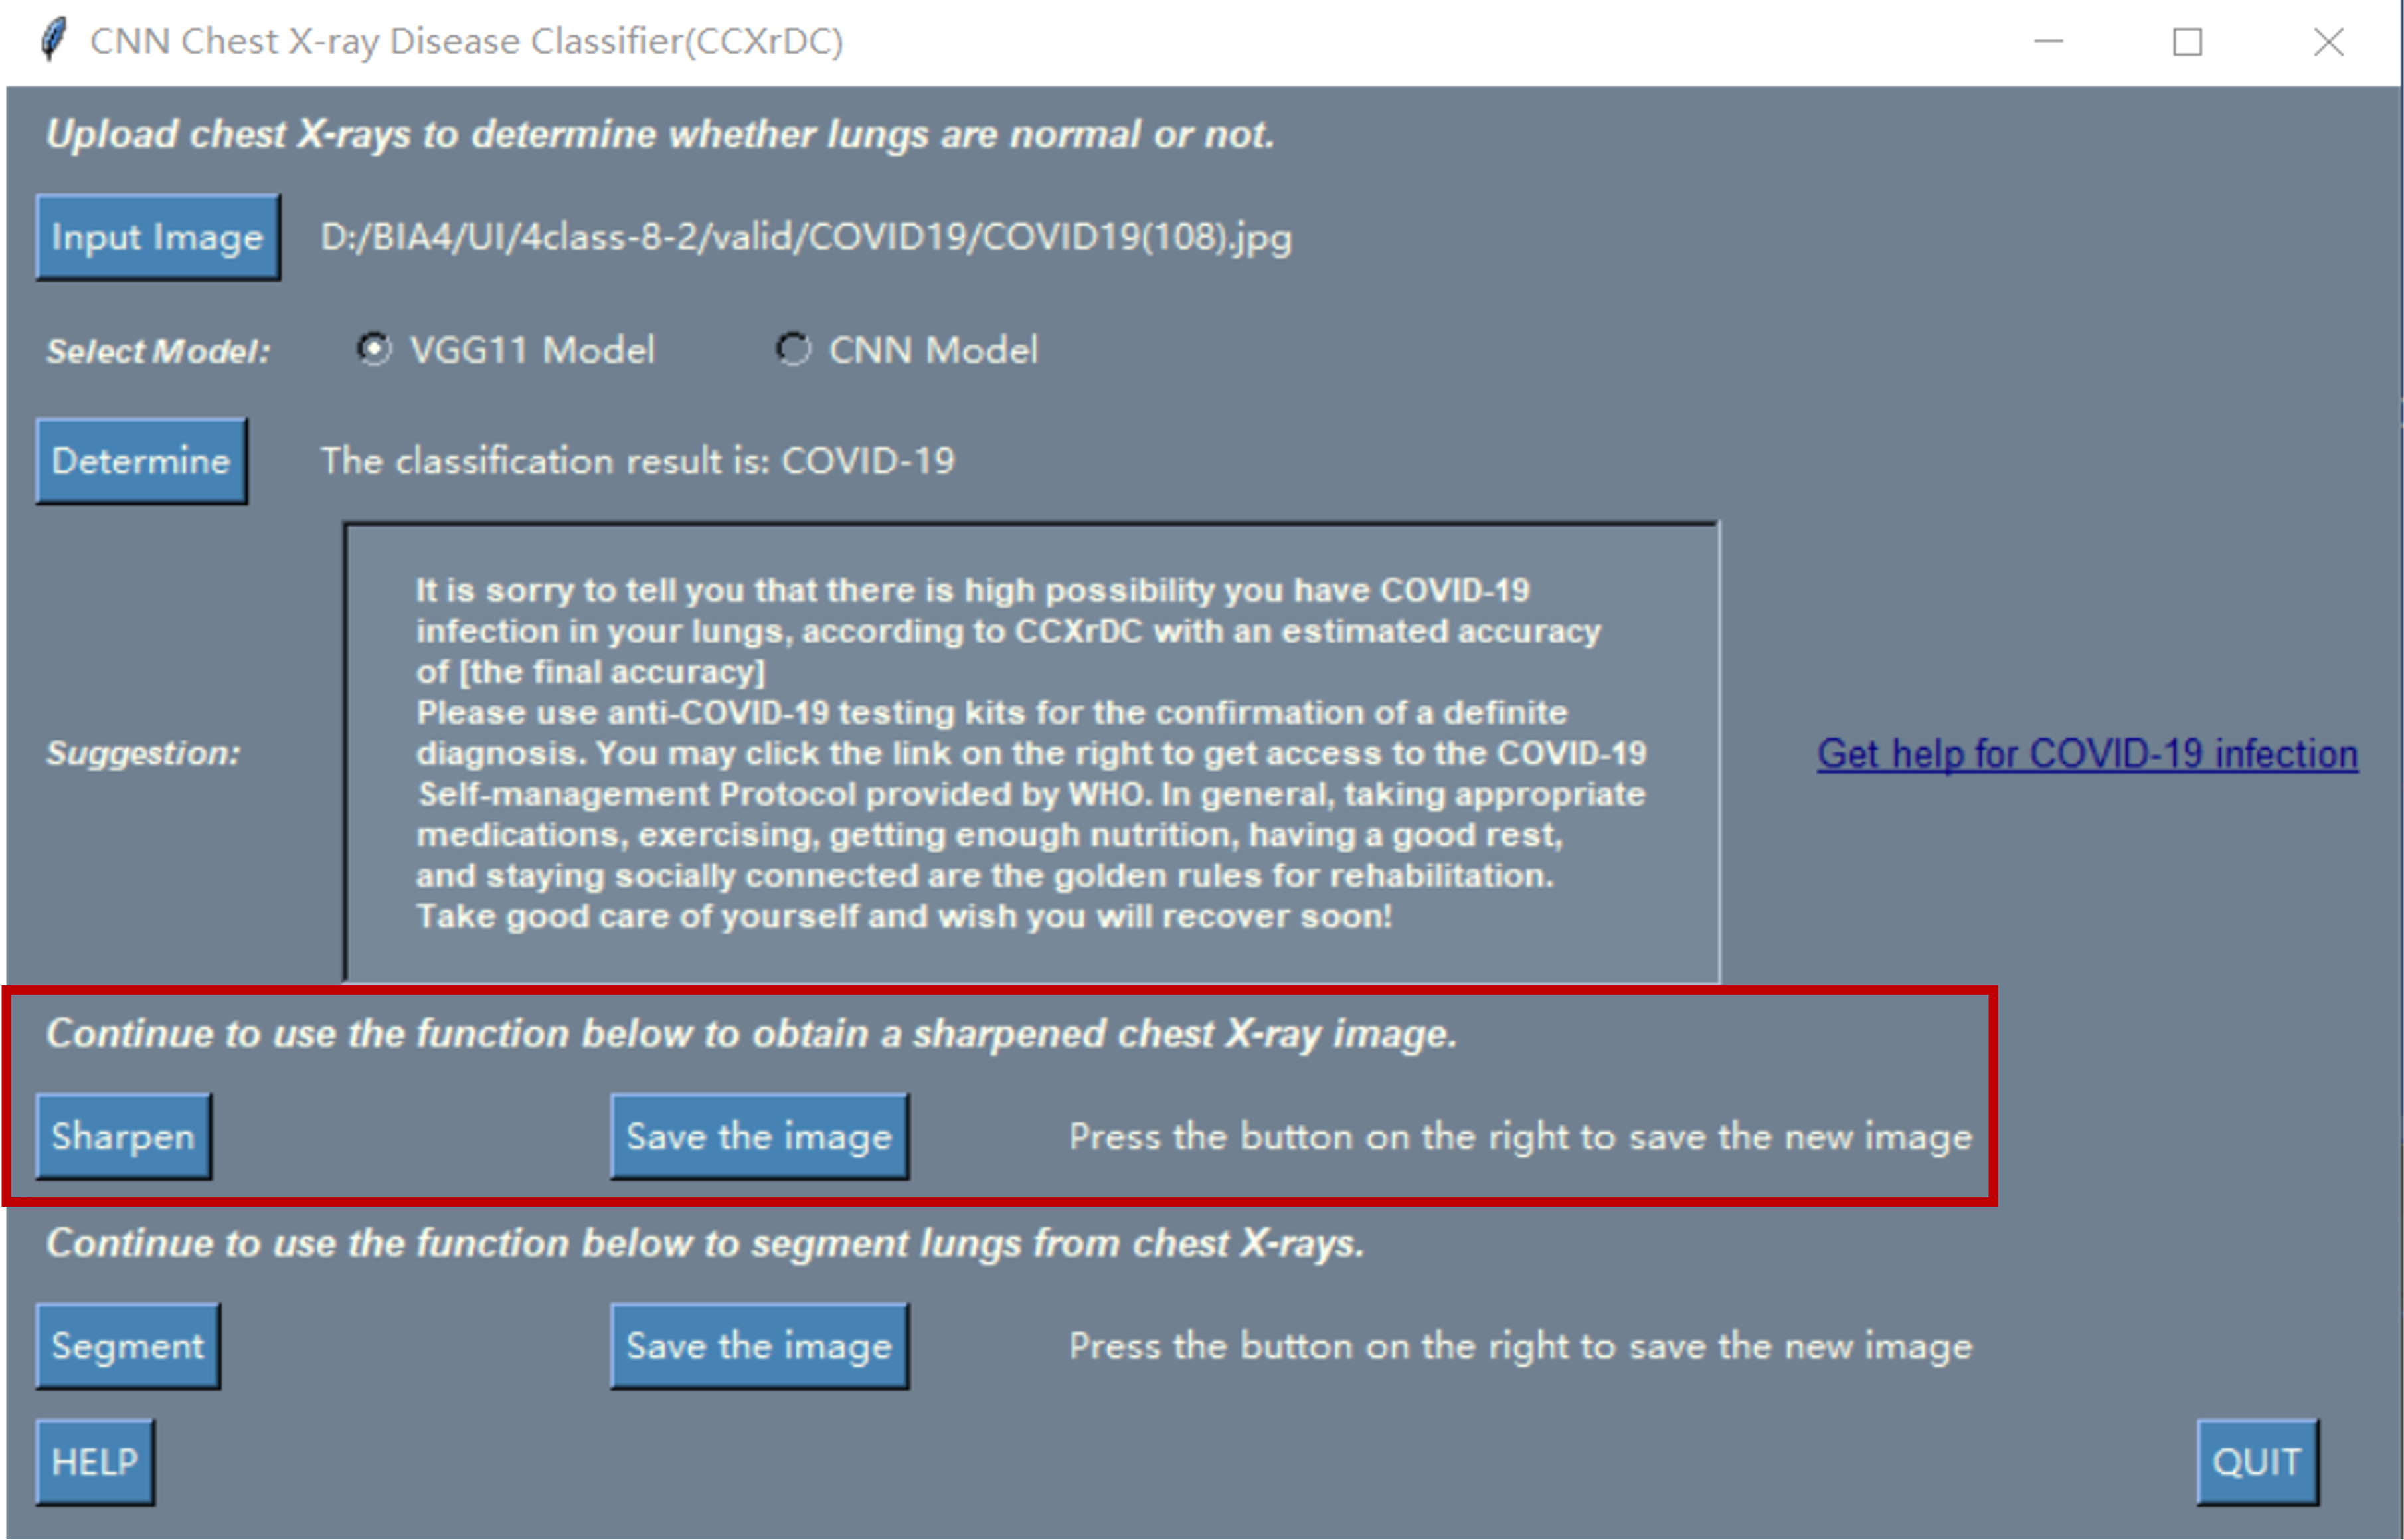 CNN Chest X-ray Disease Classifier(CCXrDC)
Upload chest X-rays to determine whether lungs are normal or not.
Input Image D:/BIA4/UI/4class-8-2/valid/COVID19/COVID19(108).jpg
Select Model: VGG11 Model CNN Model
Determine The classification result is: COVID-19
It is sorry to tell you that there is high possibility you have COVID-19
infection in your lungs, according to CCXrDC with an estimated accuracy
of [the final accuracy]
Please use anti-COVID-19 testing kits for the confirmation of a definite
Suggestion: diagnosis. You may click the link on the right to get access to the COVID-19 Get help for COVID-19 infection
Self-management Protocol provided by WHO. In general, taking appropriate
medications, exercising, getting enough nutrition, having a good rest,
and staying socially connected are the golden rules for rehabilitation.
Take good care of yourself and wish you will recover soon!
Continue to use the function below to obtain a sharpened chest X-ray image.
Sharpen Save the image Press the button on the right to save the new image
Continue to use the function below to segment lungs from chest X-rays.
Segment Save the image Press the button on the right to save the new image
HELP QUIT